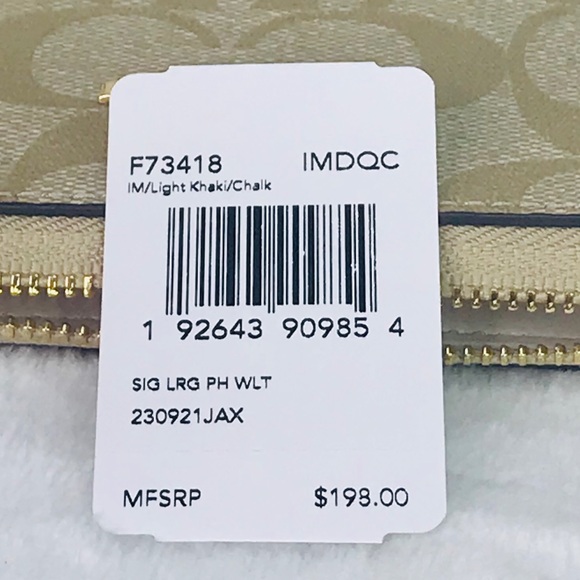 F73418 IMDQC
IM/Light Khaki/Chalk
1 92643 90985 4
SIG LRG PH WLT
230921JAX
MFSRP $198.00